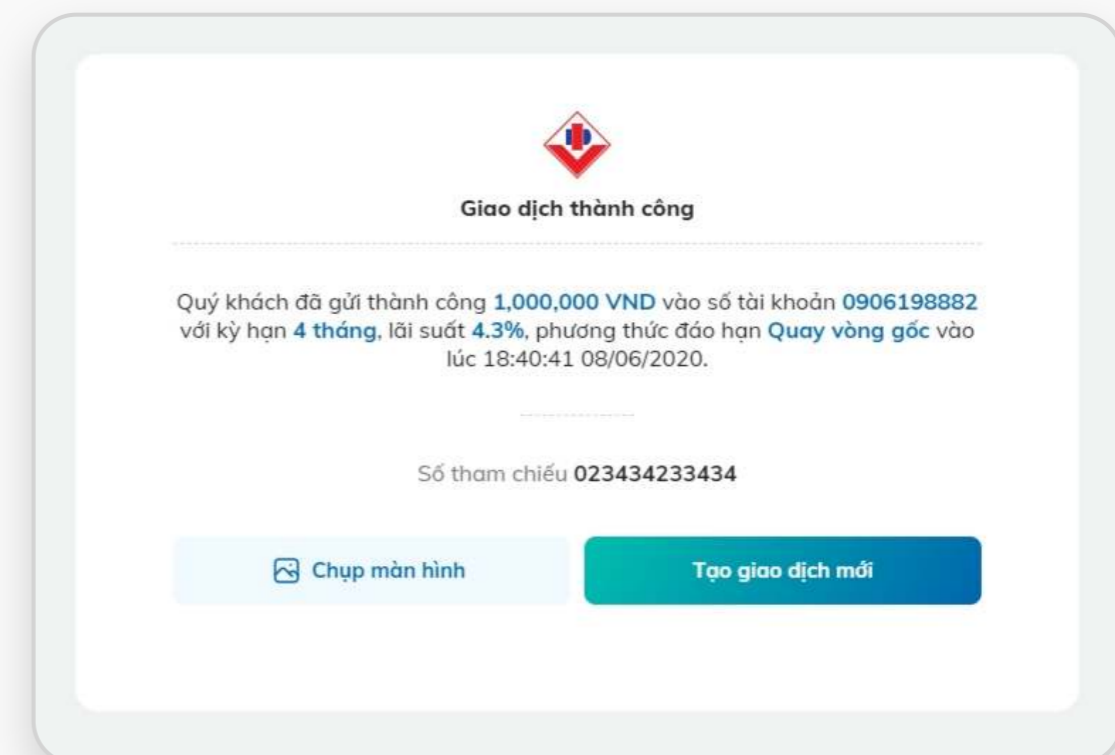 Giao dịch thành công
Quý khách đã gửi thành công 1,000,000 VND vào số tài khoản 0906198882
với kỳ hạn 4 tháng, lãi suất 4.3%, phương thức đáo hạn Quay vòng gốc vào
lúc 18:40:41 08/06/2020.
Số tham chiếu 023434233434
Chụp màn hình
Tạo giao dịch mới